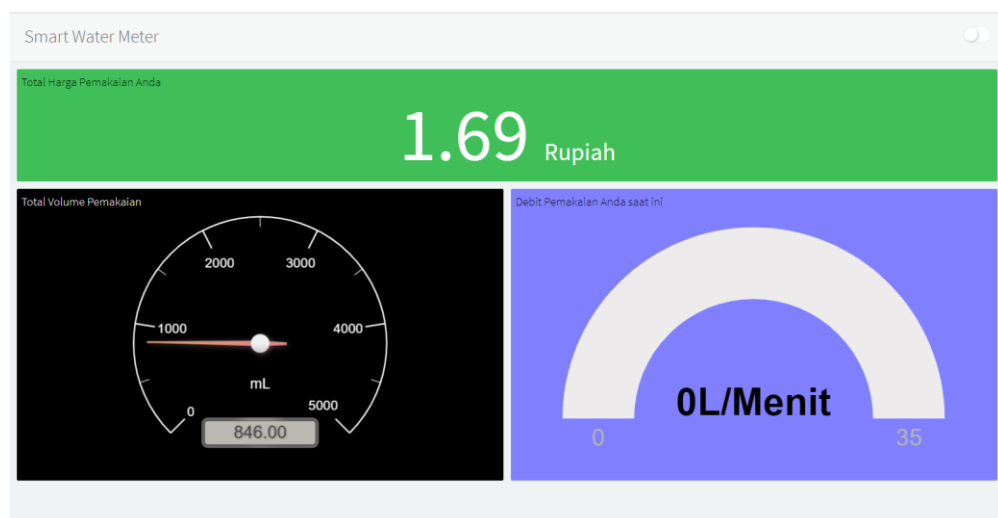 Smart Water Meter
Total Harga Pemakaian Anda
1.69 Rupiah
Total Volume Pemakaian
2000 3000
1000 4000
mL
0 5000
846.00
Debit Pemakaian Anda saat ini
0L/Menit
0 35